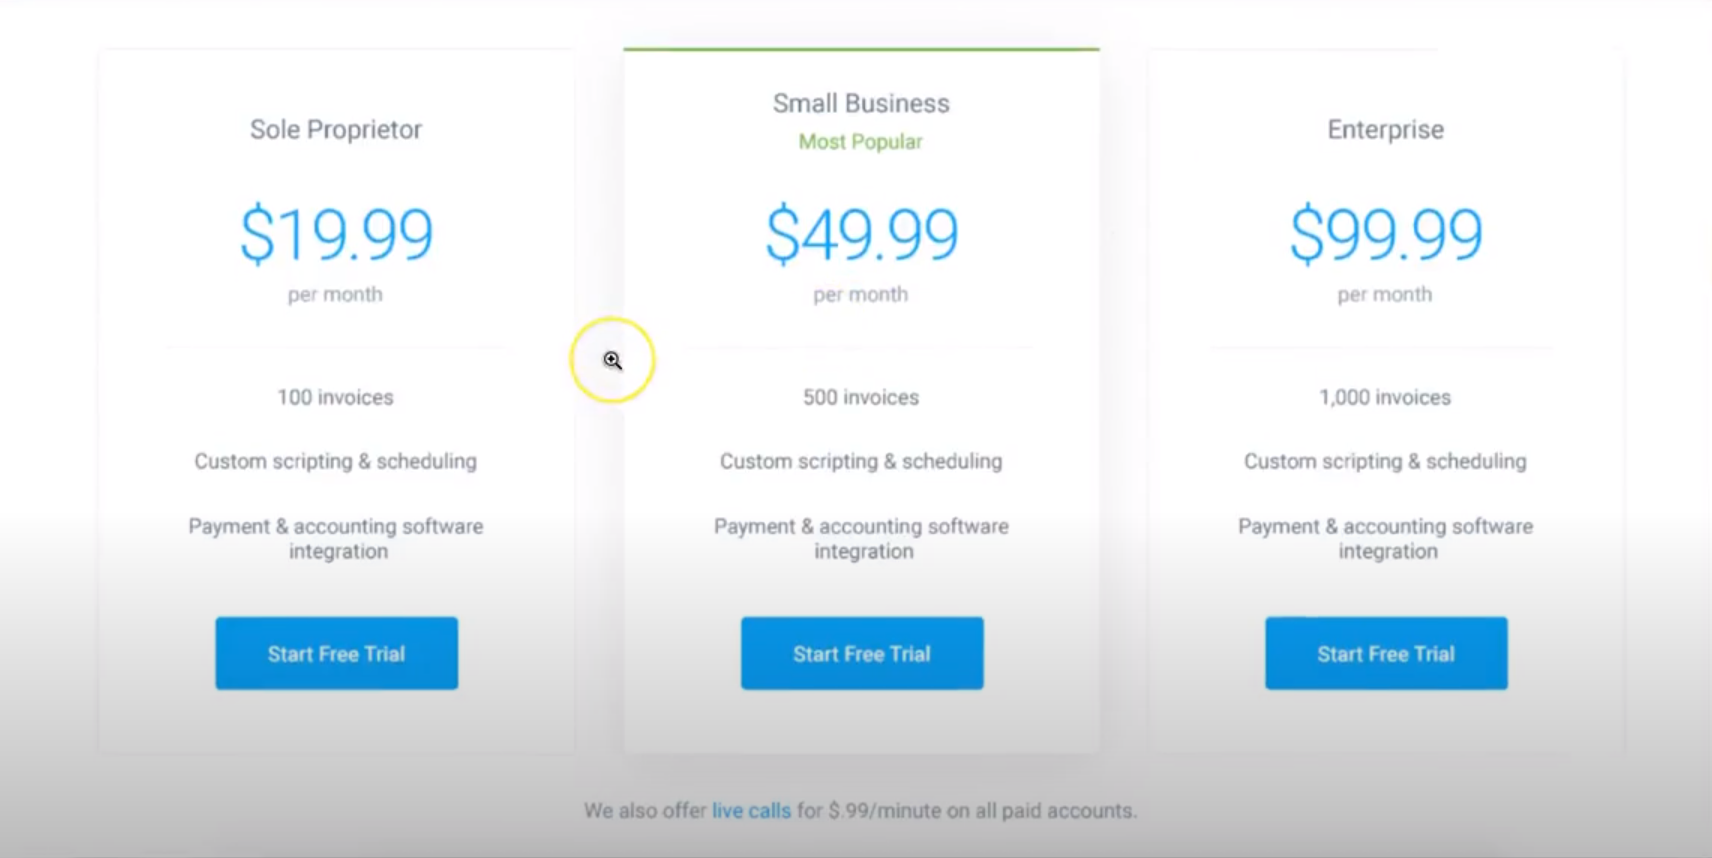 Sole Proprietor
$19.99
per month
100 invoices
Custom scripting & scheduling
Payment & accounting software
integration
Start Free Trial
Small Business
Most Popular
$49.99
per month
500 invoices
Custom scripting & scheduling
Payment & accounting software
integration
Start Free Trial
Enterprise
$99.99
per month
1,000 invoices
Custom scripting & scheduling
Payment & accounting software
integration
Start Free Trial
We also offer live calls for $.99/minute on all paid accounts.